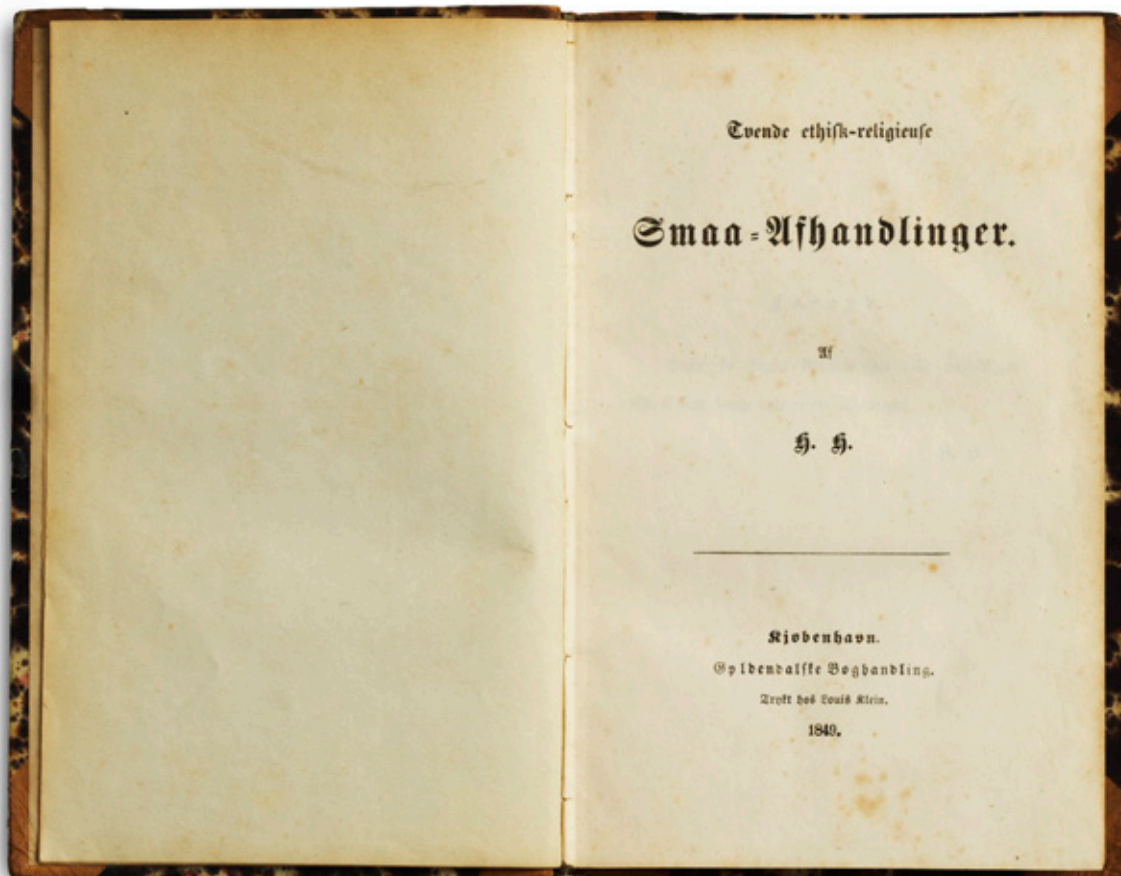 Tvende ethisk-religieuse
Smaa-Afhandlinger.
Af
H. H.
Kjøbenhavn.
Gyldendalske Boghandling.
Trykt hos Louis Klein.
1849.